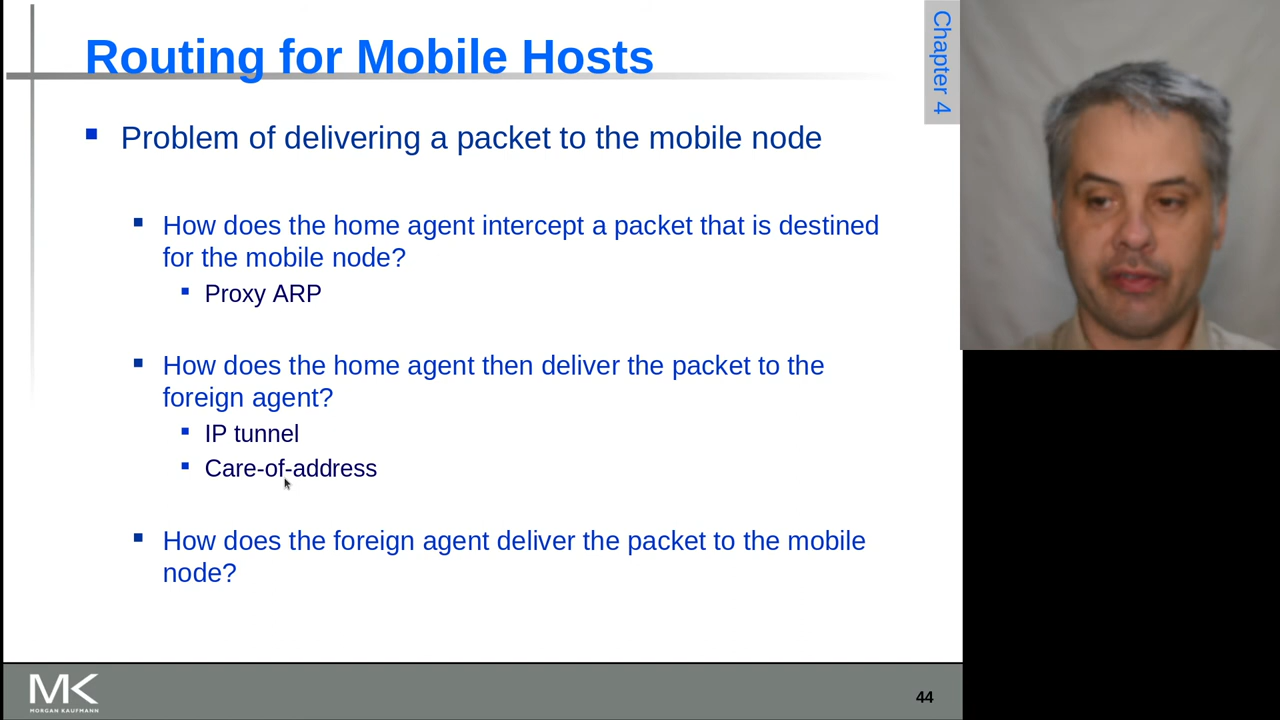 Routing for Mobile Hosts
Chapter 4
Problem of delivering a packet to the mobile node
How does the home agent intercept a packet that is destined
for the mobile node?
Proxy ARP
How does the home agent then deliver the packet to the
foreign agent?
IP tunnel
Care-of-address
How does the foreign agent deliver the packet to the mobile
node?
MK
MORGAN KAUFMANN
44